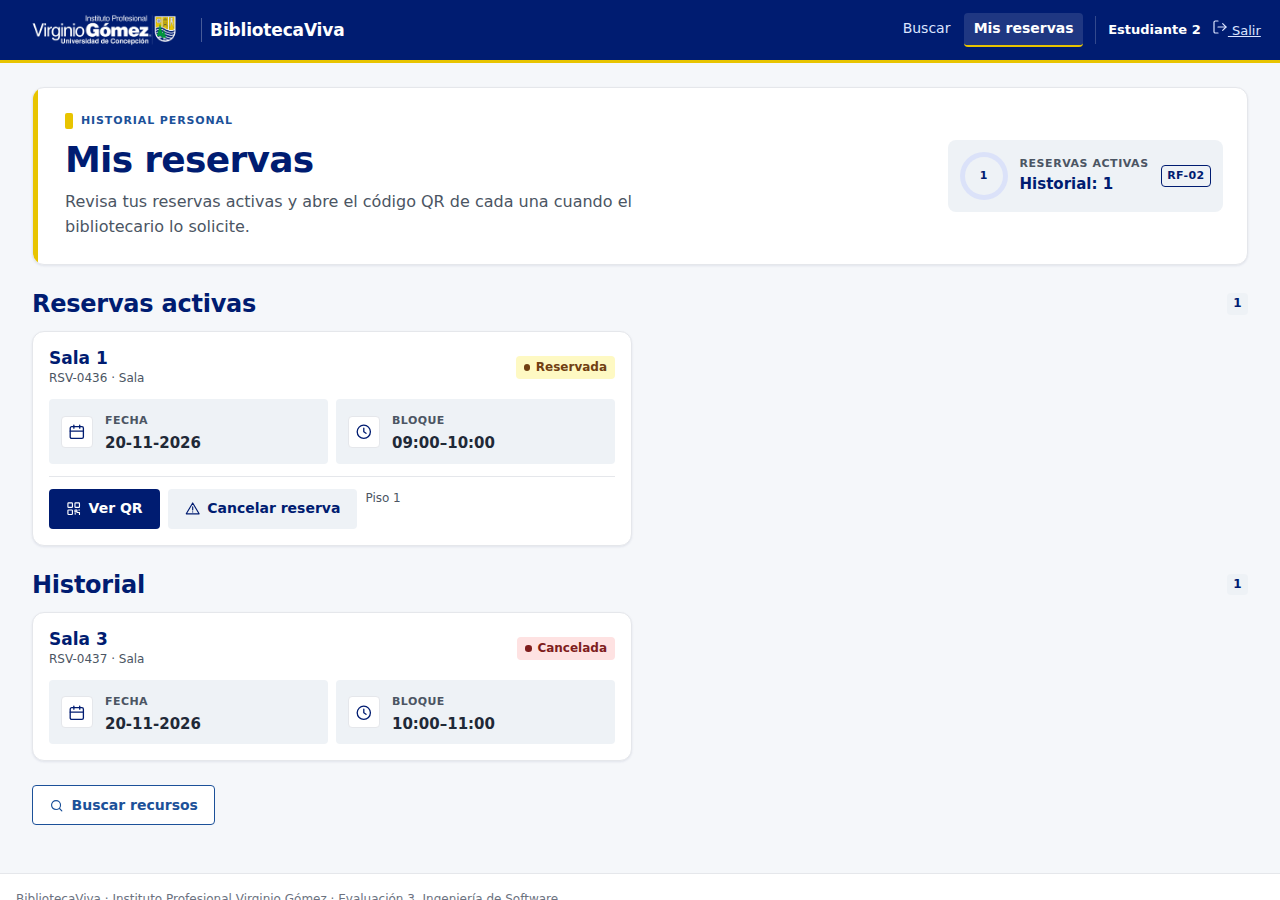 Instituto Profesional
VirginioGómez
Universidad de Concepción
BibliotecaViva
Buscar
Mis reservas
Estudiante 2
Salir
HISTORIAL PERSONAL
Mis reservas
Revisa tus reservas activas y abre el código QR de cada una cuando el
bibliotecario lo solicite.
1
RESERVAS ACTIVAS
Historial: 1
RF-02
Reservas activas
1
Sala 1
RSV-0436 · Sala
Reservada
FECHA
20-11-2026
BLOQUE
09:00–10:00
Ver QR
Cancelar reserva
Piso 1
Historial
1
Sala 3
RSV-0437 · Sala
Cancelada
FECHA
20-11-2026
BLOQUE
10:00–11:00
Buscar recursos
BibliotecaViva · Instituto Profesional Virginio Gómez · Evaluación 3, Ingeniería de Software